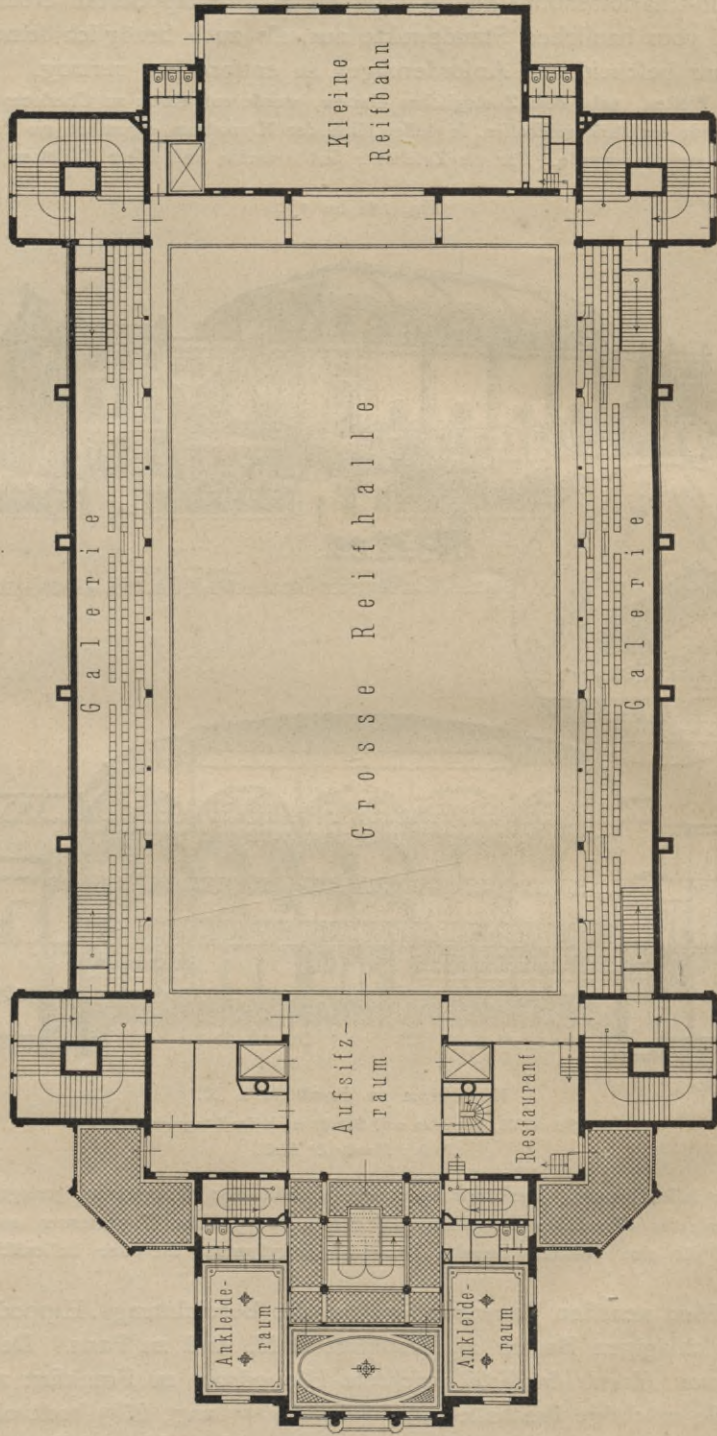 Kleine
Reitbahn
Galerie
Grosse Reithalle
Galerie
Aufsitz-
raum
Restaurant
Ankleide-
raum
Ankleide-
raum